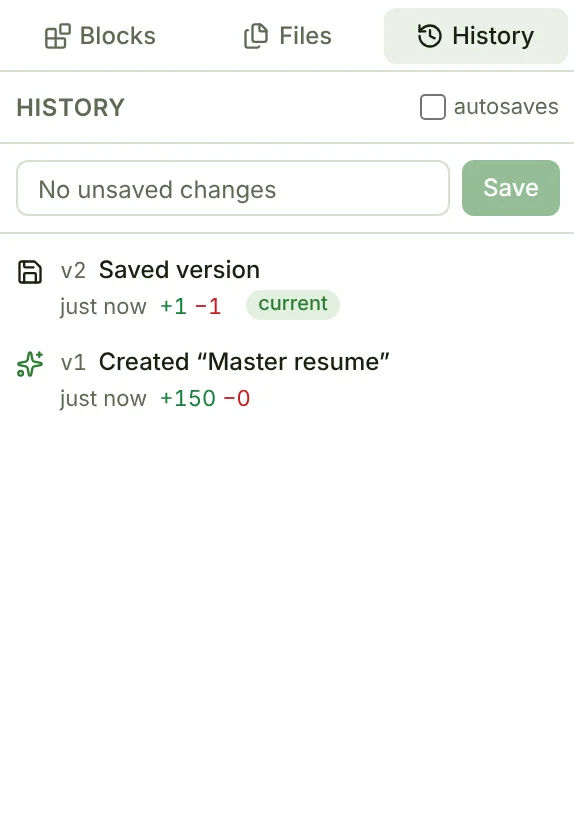 Blocks Files History
HISTORY autosaves
No unsaved changes Save
v2 Saved version
just now +1 −1 current
v1 Created “Master resume”
just now +150 −0